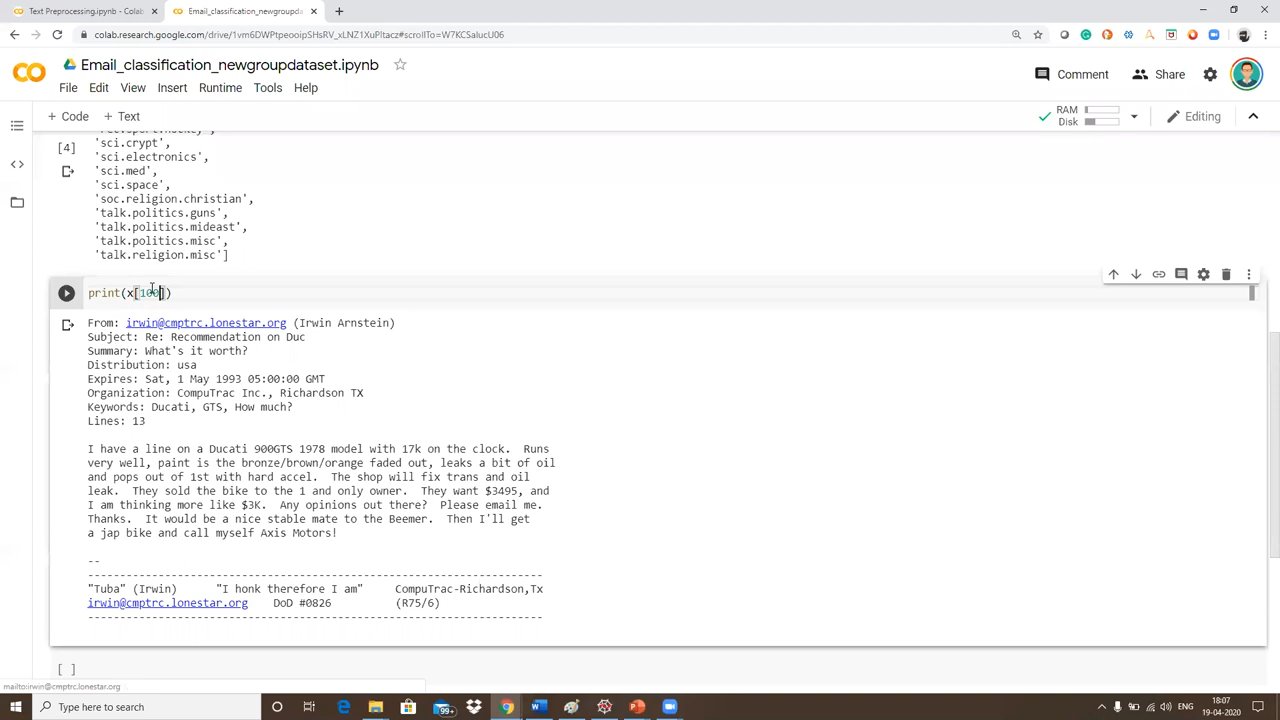 Text Preprocessing.ipynb - Colab
Email_classification_newgroupd
colab.research.google.com/drive/1vm6DWPtpeooipSHsRV_xLNZ1XuPItacz#scrollTo=W7KCSaIucU06
Email_classification_newgroupdataset.ipynb
Comment
Share
File Edit View Insert Runtime Tools Help
+ Code + Text
RAM
Disk
Editing
'rec.sport.hockey',
[4]
'sci.crypt',
'sci.electronics',
'sci.med',
'sci.space',
'soc.religion.christian',
'talk.politics.guns',
'talk.politics.mideast',
'talk.politics.misc',
'talk.religion.misc']
print(x[100])
From: irwin@cmptrc.lonestar.org (Irwin Arnstein)
Subject: Re: Recommendation on Duc
Summary: What's it worth?
Distribution: usa
Expires: Sat, 1 May 1993 05:00:00 GMT
Organization: CompuTrac Inc., Richardson TX
Keywords: Ducati, GTS, How much?
Lines: 13
I have a line on a Ducati 900GTS 1978 model with 17k on the clock.  Runs
very well, paint is the bronze/brown/orange faded out, leaks a bit of oil
and pops out of 1st with hard accel.  The shop will fix trans and oil
leak.  They sold the bike to the 1 and only owner.  They want $3495, and
I am thinking more like $3K.  Any opinions out there?  Please email me.
Thanks.  It would be a nice stable mate to the Beemer.  Then I'll get
a jap bike and call myself Axis Motors!
--
-----------------------------------------------------------------------
"Tuba" (Irwin)      "I honk therefore I am"     CompuTrac-Richardson,Tx
irwin@cmptrc.lonestar.org    DoD #0826          (R75/6)
-----------------------------------------------------------------------
[ ]
mailto:irwin@cmptrc.lonestar.org
Type here to search
99+
18:07
19-04-2020